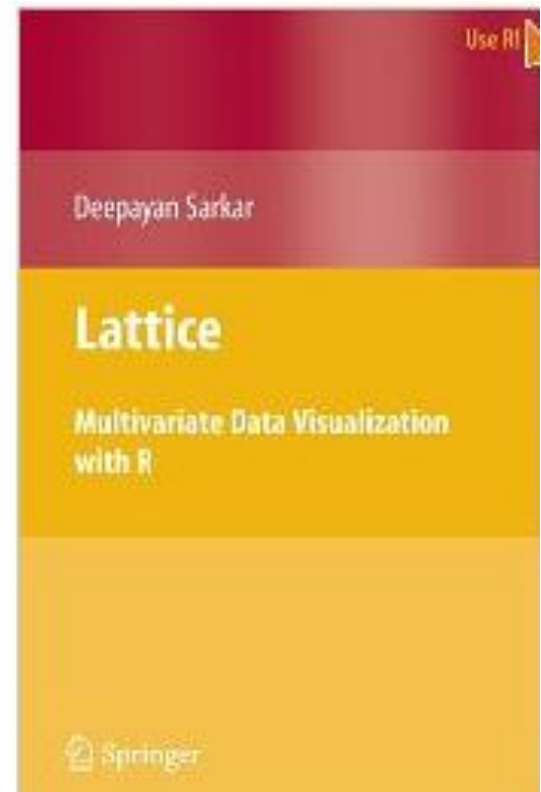 Use R!
Deepayan Sarkar
Lattice
Multivariate Data Visualization
with R
Springer